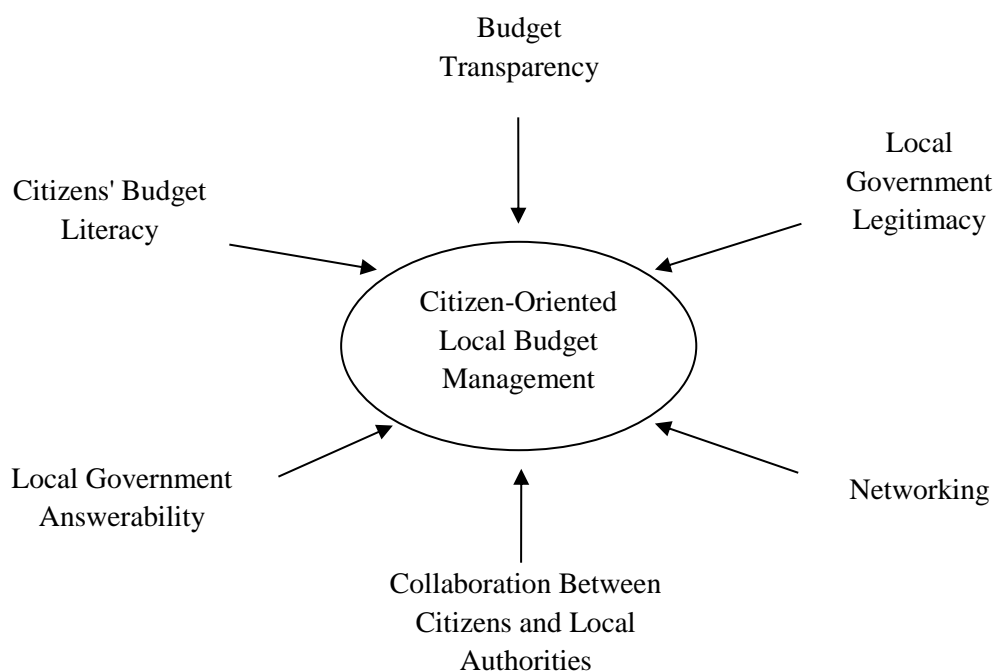 Budget
Transparency
Local
Government
Legitimacy
Citizens' Budget
Literacy
Citizen-Oriented
Local Budget
Management
Local Government
Answerability
Networking
Collaboration Between
Citizens and Local
Authorities